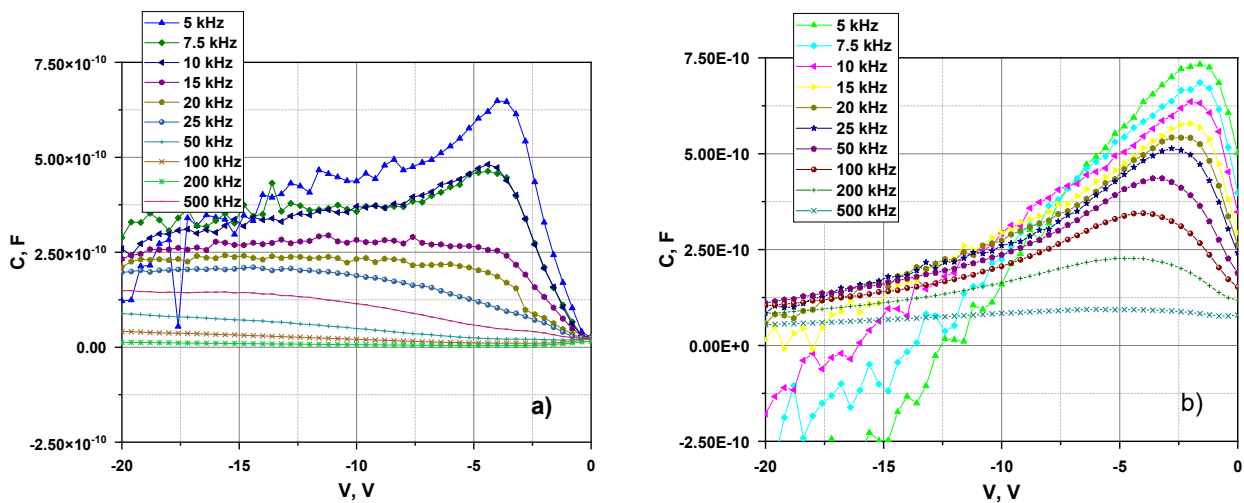 5 kHz
7.5 kHz
10 kHz
15 kHz
20 kHz
25 kHz
50 kHz
100 kHz
200 kHz
500 kHz
7.50×10⁻¹⁰
5.00×10⁻¹⁰
2.50×10⁻¹⁰
0.00
-2.50×10⁻¹⁰
C, F
-20
-15
-10
-5
0
V, V
a)
5 kHz
7.5 kHz
10 kHz
15 kHz
20 kHz
25 kHz
50 kHz
100 kHz
200 kHz
500 kHz
7.50E-10
5.00E-10
2.50E-10
0.00E+0
-2.50E-10
C, F
-20
-15
-10
-5
0
V, V
b)